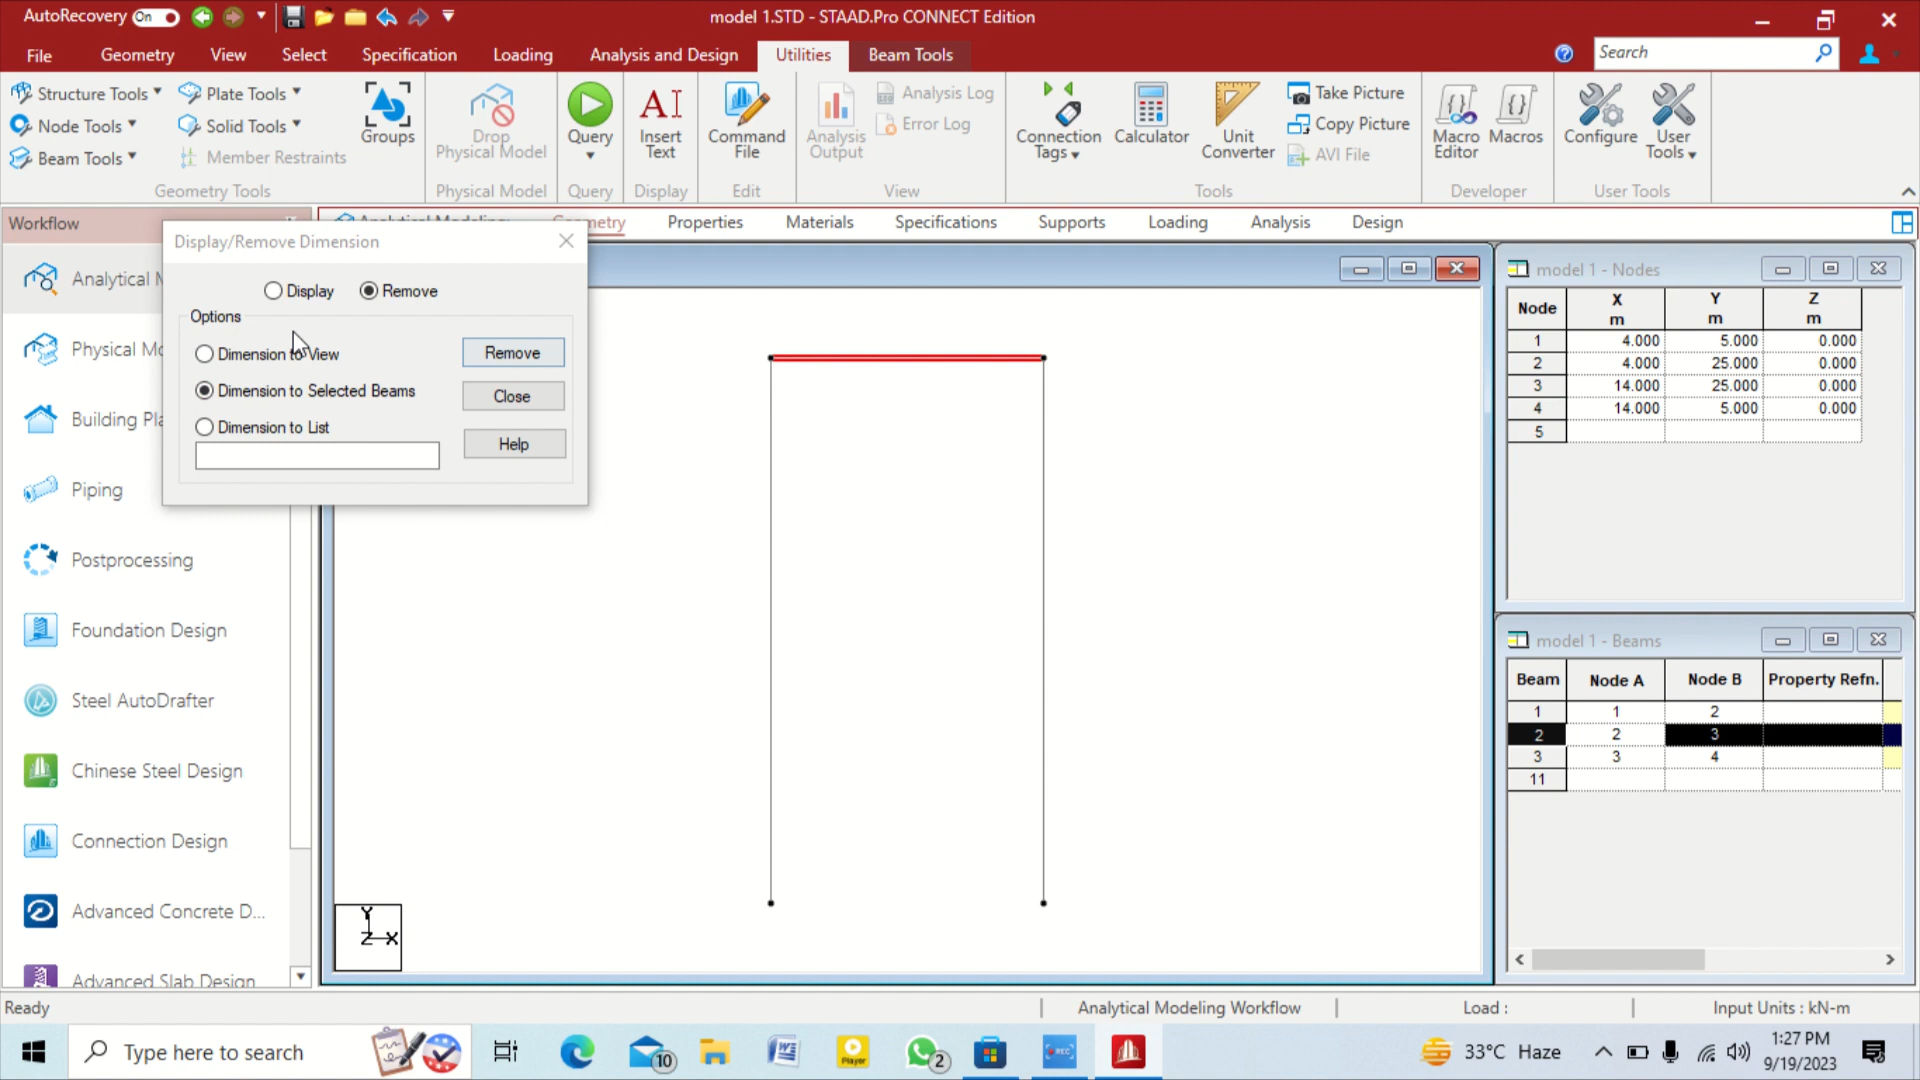 AutoRecovery On
model 1.STD - STAAD.Pro CONNECT Edition
File Geometry View Select Specification Loading Analysis and Design Utilities Beam Tools
Search
Structure Tools
Node Tools
Beam Tools
Plate Tools
Solid Tools
Member Restraints
Geometry Tools
Groups
Drop
Physical Model
Physical Model
Query
Query
Insert
Text
Display
Command
File
Edit
Analysis
Output
Analysis Log
Error Log
View
Connection
Tags
Calculator
Unit
Converter
Take Picture
Copy Picture
AVI File
Tools
Macro
Editor
Macros
Developer
Configure
User
Tools
User Tools
Workflow
Properties Materials Specifications Supports Loading Analysis Design
Display/Remove Dimension
Display Remove
Options
Dimension to View
Dimension to Selected Beams
Dimension to List
Remove
Close
Help
Analytical M
Physical Mo
Building Pla
Piping
Postprocessing
Foundation Design
Steel AutoDrafter
Chinese Steel Design
Connection Design
Advanced Concrete D...
Advanced Slab Design
Y
Z X
model 1 - Nodes
Node X Y Z
m m m
1 4.000 5.000 0.000
2 4.000 25.000 0.000
3 14.000 25.000 0.000
4 14.000 5.000 0.000
5
model 1 - Beams
Beam Node A Node B Property Refn.
1 1 2
2 2 3
3 3 4
11
Ready
Analytical Modeling Workflow
Load :
Input Units : kN-m
Type here to search
10
Player
2
REC
33°C Haze
1:27 PM
9/19/2023